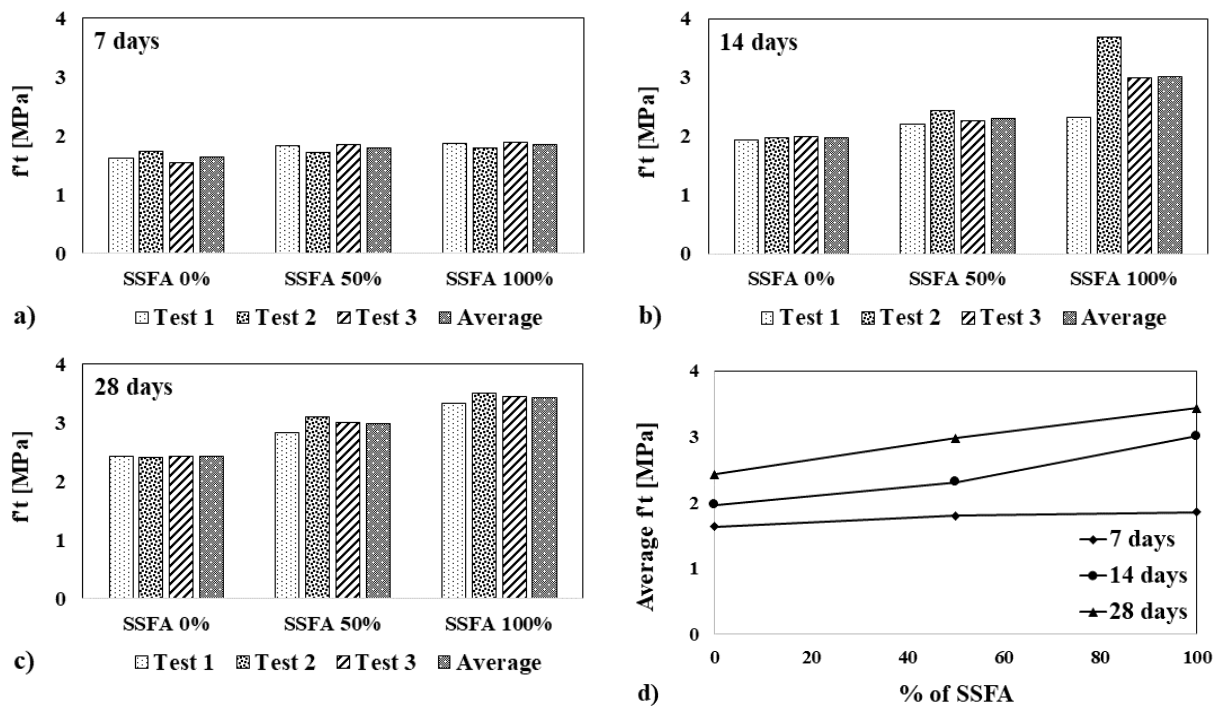 4
3
2
1
0
f't [MPa]
7 days
SSFA 0% SSFA 50% SSFA 100%
a) Test 1 Test 2 Test 3 Average
4
3
2
1
0
f't [MPa]
14 days
SSFA 0% SSFA 50% SSFA 100%
b) Test 1 Test 2 Test 3 Average
4
3
2
1
0
f't [MPa]
28 days
SSFA 0% SSFA 50% SSFA 100%
c) Test 1 Test 2 Test 3 Average
4
3
2
1
0
Average f't [MPa]
7 days
14 days
28 days
0 20 40 60 80 100
d) % of SSFA